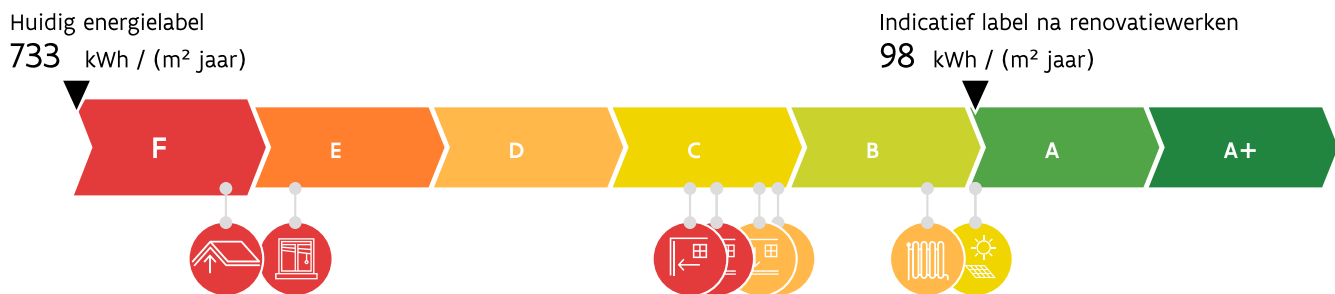 Huidig energielabel
733 kWh / (m² jaar)
Indicatief label na renovatiewerken
98 kWh / (m² jaar)
F E D C B A A+